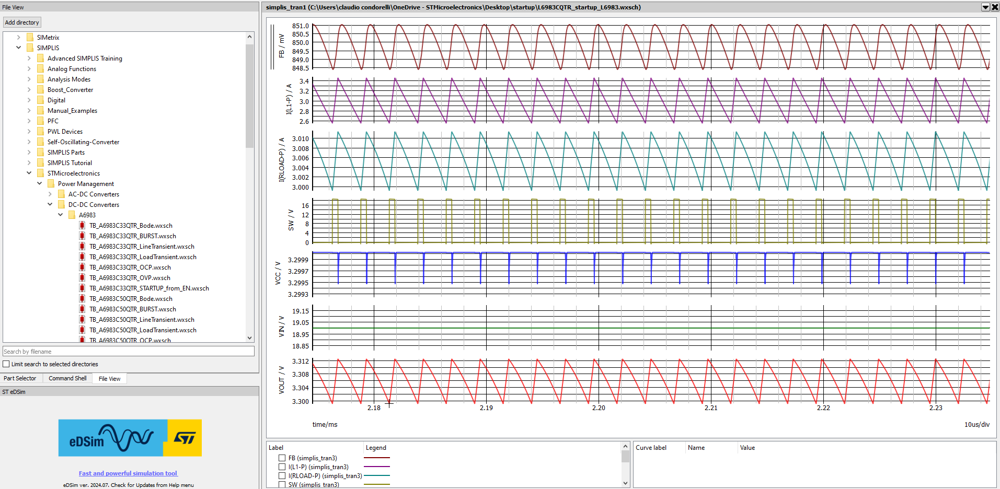 File View
Add directory
SIMetrix
SIMPLIS
Advanced SIMPLIS Training
Analog Functions
Analysis Modes
Boost_Converter
Digital
Manual_Examples
PFC
PWL Devices
Self-Oscillating-Converter
SIMPLIS Parts
SIMPLIS Tutorial
STMicroelectronics
Power Management
AC-DC Converters
DC-DC Converters
A6983
TB_A6983C33QTR_Bode.wxsch
TB_A6983C33QTR_BURST.wxsch
TB_A6983C33QTR_LineTransient.wxsch
TB_A6983C33QTR_LoadTransient.wxsch
TB_A6983C33QTR_OCP.wxsch
TB_A6983C33QTR_OVP.wxsch
TB_A6983C33QTR_STARTUP_from_EN.wxsch
TB_A6983C50QTR_Bode.wxsch
TB_A6983C50QTR_BURST.wxsch
TB_A6983C50QTR_LineTransient.wxsch
TB_A6983C50QTR_LoadTransient.wxsch
TB_A6983C50QTR_OCP.wxsch
Search by filename
Limit search to selected directories
Part Selector
Command Shell
File View
ST eDSim
eDSim
ST
Fast and powerful simulation tool
eDSim ver. 2024.07. Check for Updates from Help menu
simplis_tran1 (C:\Users\claudio condorelli\OneDrive - STMicroelectronics\Desktop\startup\L6983CQTR_startup_L6983.wxsch)
FB / mV
851.0
850.5
850.0
849.5
849.0
848.5
I(L1-P) / A
3.4
3.2
3.0
2.8
2.6
I(RLOAD-P) / A
3.010
3.008
3.006
3.004
3.002
3.000
SW / V
16
12
8
4
0
VCC / V
3.2999
3.2997
3.2995
3.2993
VIN / V
19.15
19.05
18.95
18.85
VOUT / V
3.312
3.308
3.304
3.300
2.18
2.19
2.20
2.21
2.22
2.23
time/ms
10us/div
Label
Legend
FB (simplis_tran3)
I(L1-P) (simplis_tran3)
I(RLOAD-P) (simplis_tran3)
SW (simplis_tran3)
Curve label
Name
Value